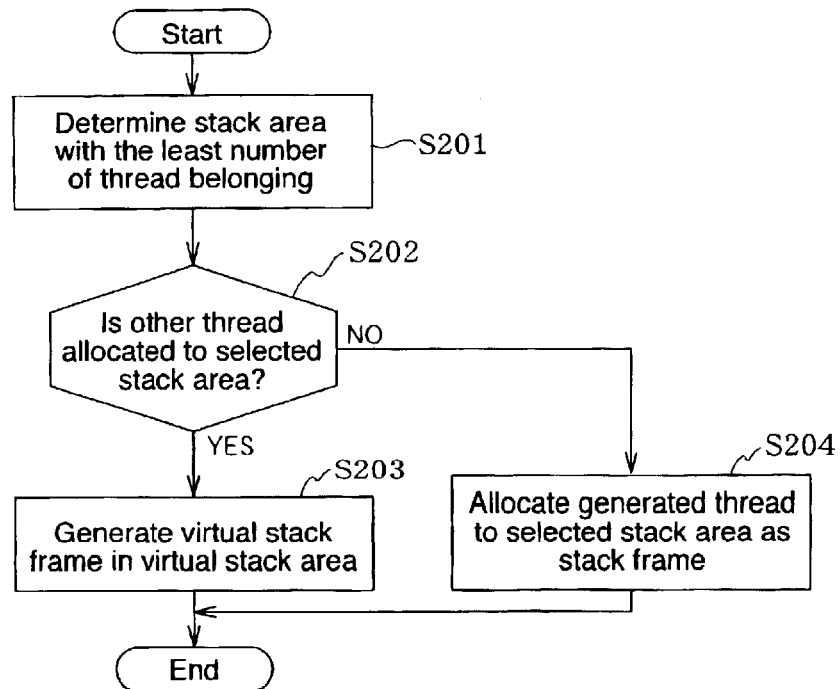 Start
Determine stack area
with the least number
of thread belonging
S201
S202
Is other thread
allocated to selected
stack area?
NO
YES
S203
S204
Generate virtual stack
frame in virtual stack area
Allocate generated thread
to selected stack area as
stack frame
End